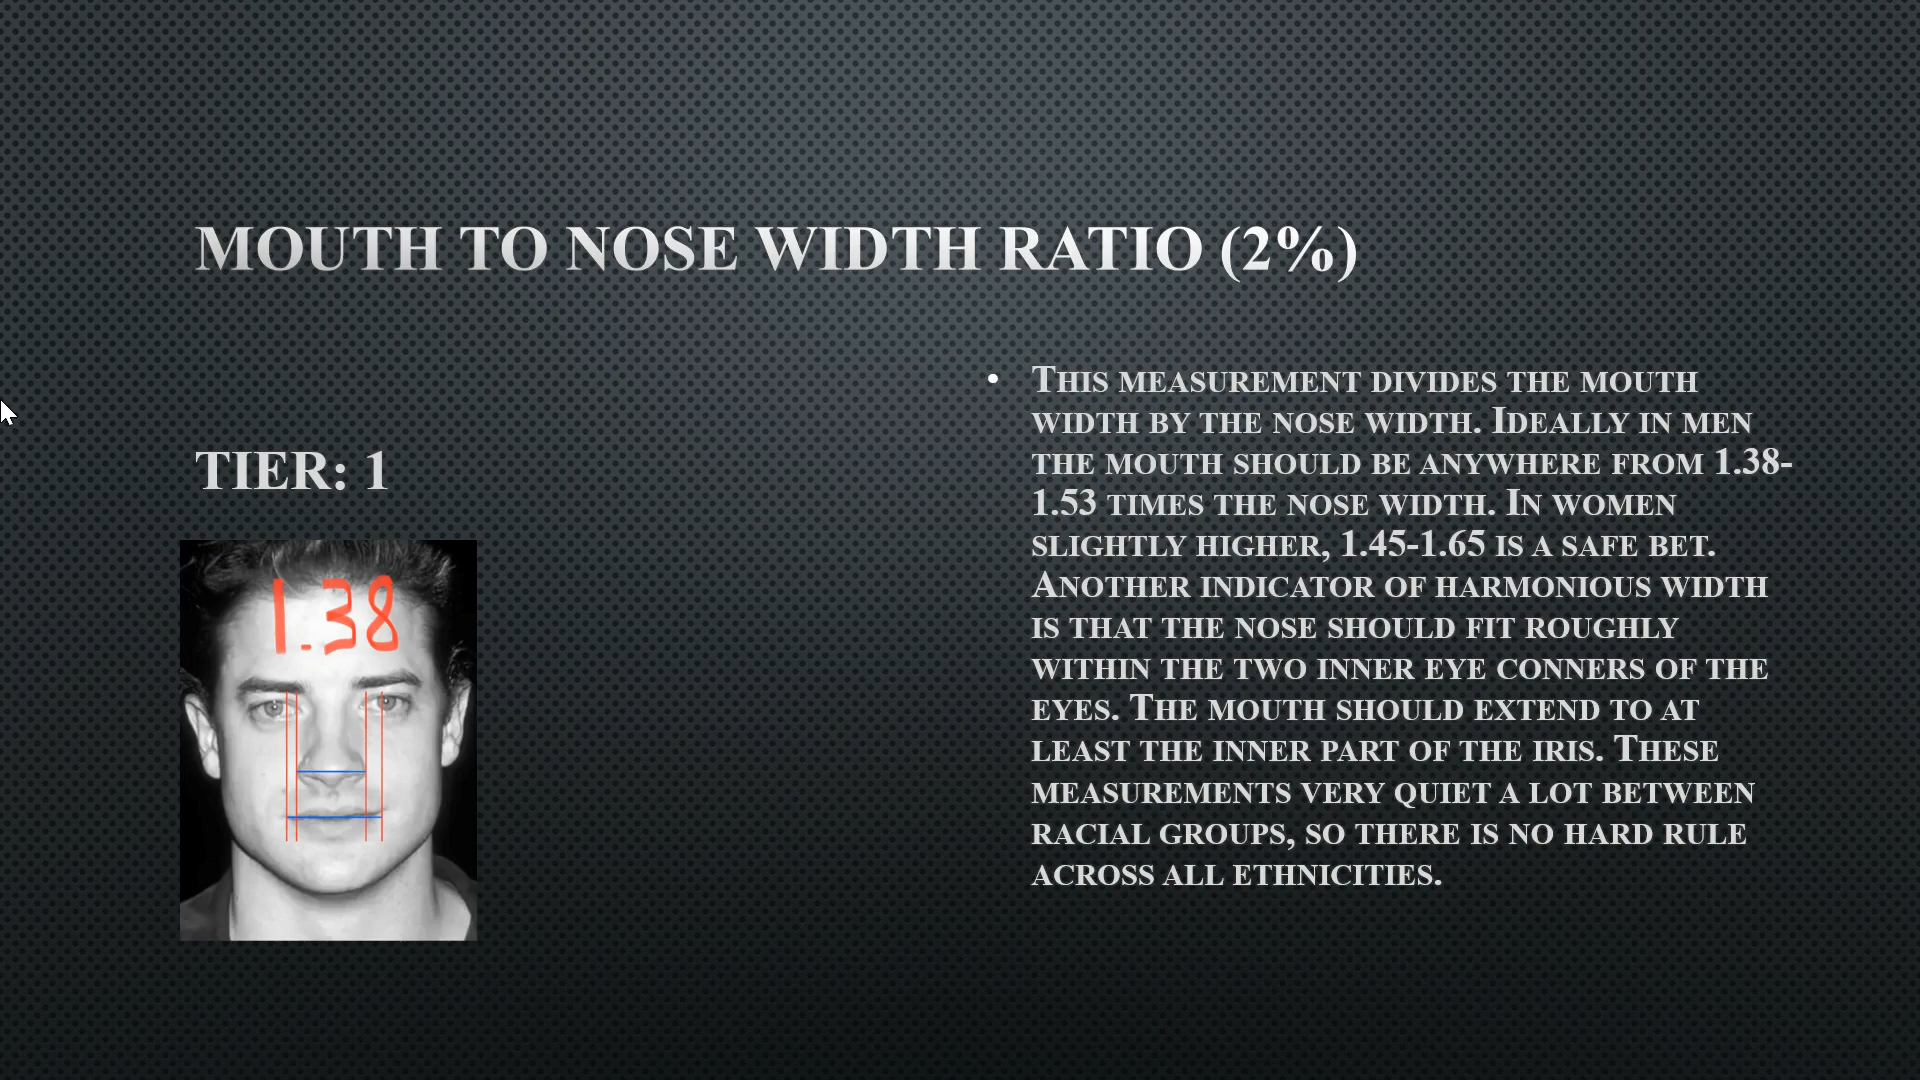 MOUTH TO NOSE WIDTH RATIO (2%)
TIER: 1
1.38
• THIS MEASUREMENT DIVIDES THE MOUTH
WIDTH BY THE NOSE WIDTH. IDEALLY IN MEN
THE MOUTH SHOULD BE ANYWHERE FROM 1.38-
1.53 TIMES THE NOSE WIDTH. IN WOMEN
SLIGHTLY HIGHER, 1.45-1.65 IS A SAFE BET.
ANOTHER INDICATOR OF HARMONIOUS WIDTH
IS THAT THE NOSE SHOULD FIT ROUGHLY
WITHIN THE TWO INNER EYE CONNERS OF THE
EYES. THE MOUTH SHOULD EXTEND TO AT
LEAST THE INNER PART OF THE IRIS. THESE
MEASUREMENTS VERY QUIET A LOT BETWEEN
RACIAL GROUPS, SO THERE IS NO HARD RULE
ACROSS ALL ETHNICITIES.